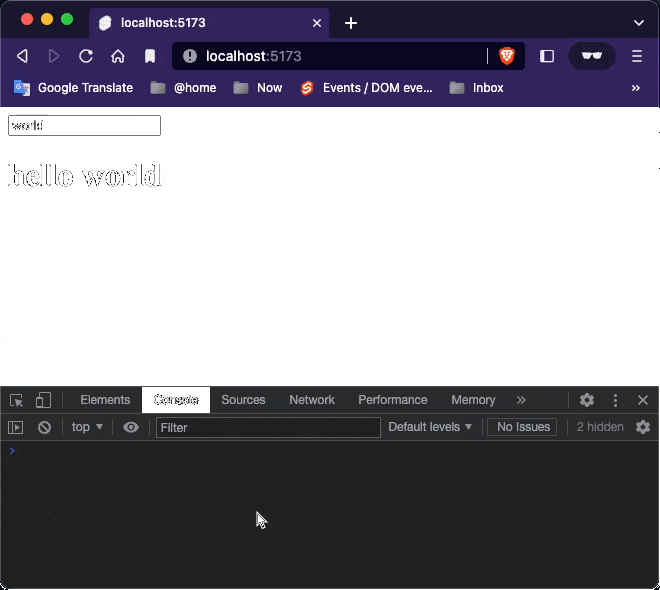 localhost:5173
localhost:5173
Google Translate @home Now Events / DOM eve... Inbox »
world
hello world
Elements Console Sources Network Performance Memory »
top ▼ Filter Default levels ▼ No Issues 2 hidden
>